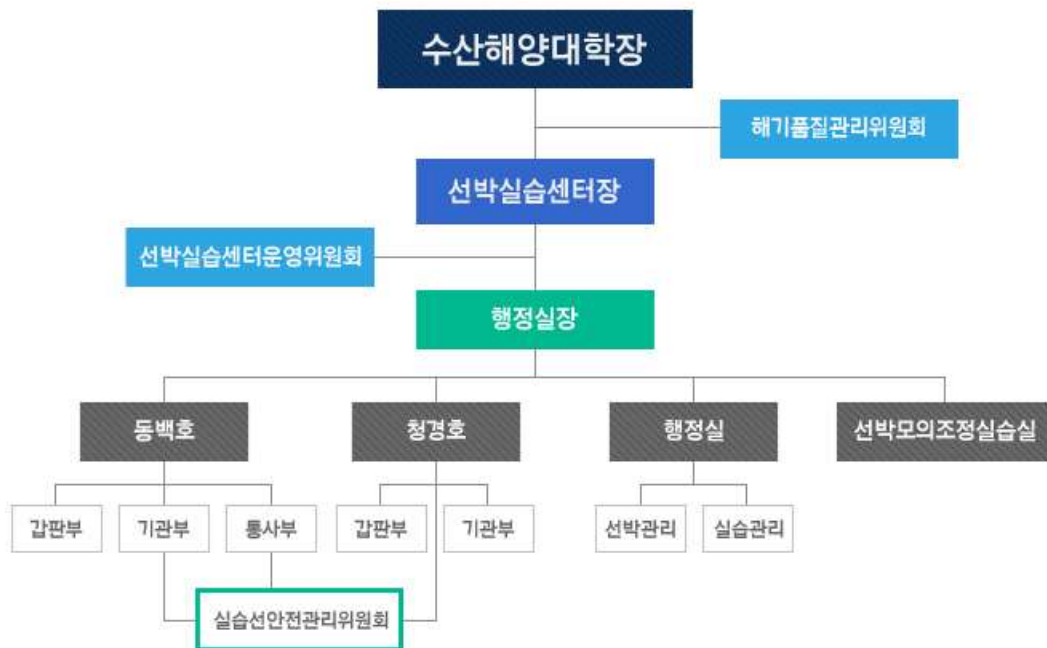 수산해양대학장
해기품질관리위원회
선박실습센터장
선박실습센터운영위원회
행정실장
동백호
청경호
행정실
선박모의조정실습실
갑판부
기관부
통사부
갑판부
기관부
선박관리
실습관리
실습선안전관리위원회